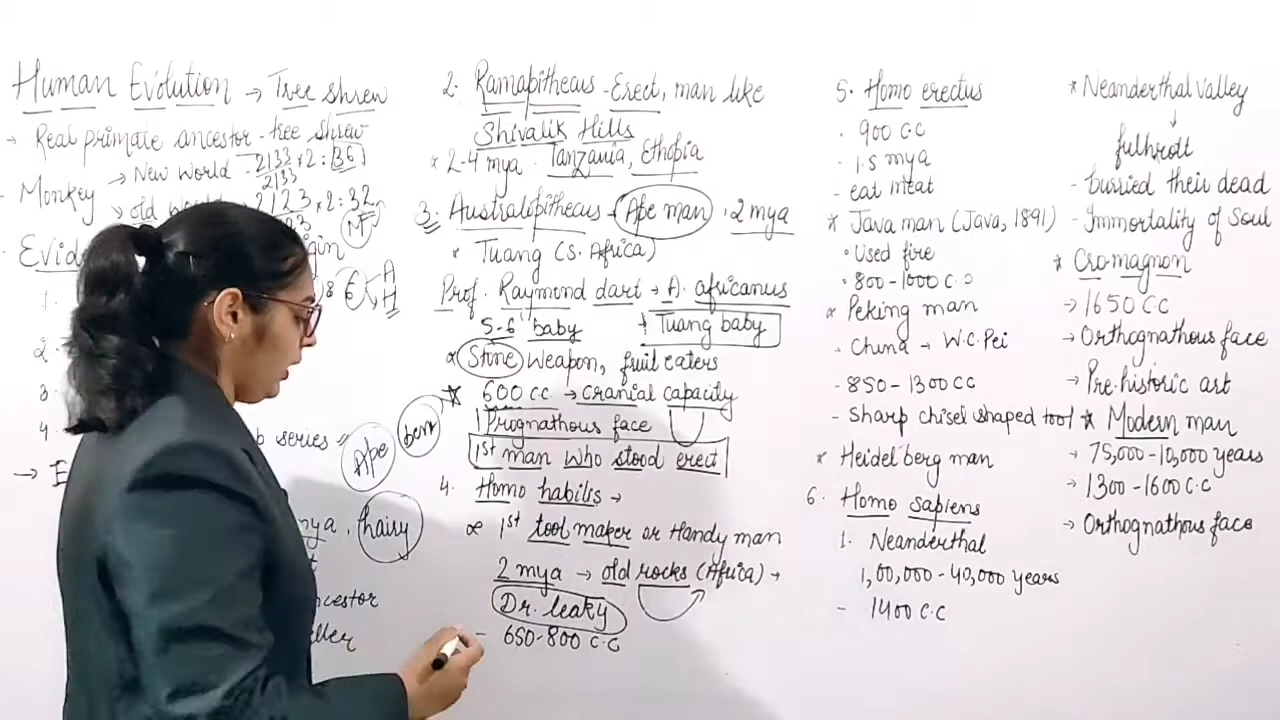 Human Evolution → Tree shrew
→ Real primate ancestor - tree shrew
- Monkey → New World - 2133 x 2 : 36
2133
→ old world 2123 x 2 : 32
- Evid gin
1.
2.
3.
4. series
→ E
Ape
born
mya, hairy
ncestor
2. Ramapithecus - Erect, man like
Shivalik Hills
* 2-4 mya . Tanzania, Ethopia
3. Australopithecus - Ape man . 2 mya
* Tuang (S. Africa)
Prof. Raymond dart → A. africanus
5-6 baby → Tuang baby
* Stone Weapon, fruit eaters
* 600 c.c. → cranial capacity
Prognathous face
1st man who stood erect
4. Homo habilis →
* 1st tool maker or Handy man
2 mya → old rocks (Africa) →
Dr. leaky
- 650-800 c.c
5. Homo erectus
. 900 c.c
- 1.5 mya
- eat meat
* Java man (Java, 1891)
• Used fire
• 800-1000 c.c
* Peking man
- China → W.C. Pei
- 850-1300 cc
- Sharp chisel shaped tool
* Heidelberg man
6. Homo sapiens
1. Neanderthal
1,00,000-40,000 years
- 1400 c.c
* Neanderthal valley
↓
fulhrott
- burried their dead
- Immortality of Soul
* Cro-magnon
→ 1650 cc
→ Orthognathous face
→ Pre-historic art
* Modern man
→ 75,000-10,000 years
→ 1300-1600 c.c
→ Orthognathous face